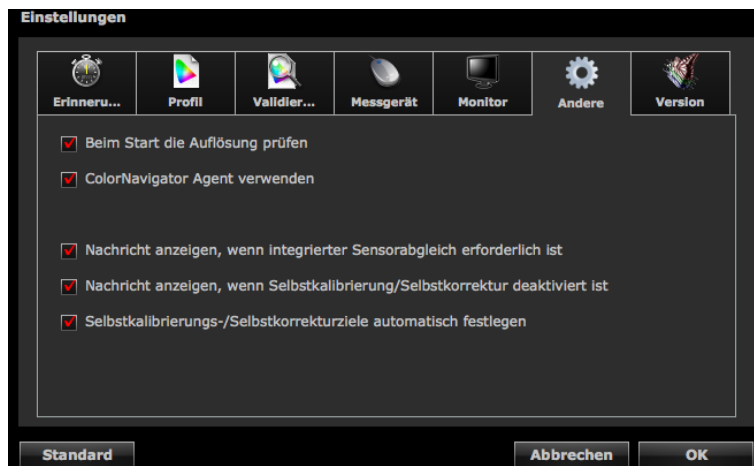 Einstellungen
Erinneru... Profil Validier... Messgerät Monitor Andere Version
Beim Start die Auflösung prüfen
ColorNavigator Agent verwenden
Nachricht anzeigen, wenn integrierter Sensorabgleich erforderlich ist
Nachricht anzeigen, wenn Selbstkalibrierung/Selbstkorrektur deaktiviert ist
Selbstkalibrierungs-/Selbstkorrekturziele automatisch festlegen
Standard Abbrechen OK